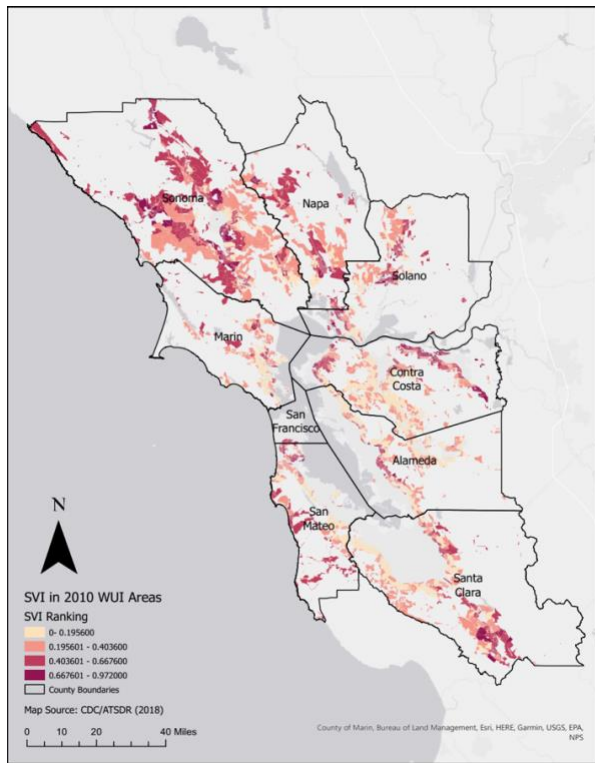 Sonoma
Napa
Solano
Marin
Contra
Costa
San
Francisco
Alameda
San
Mateo
Santa
Clara
N
SVI in 2010 WUI Areas
SVI Ranking
0- 0.195600
0.195601 - 0.403600
0.403601 - 0.667600
0.667601 - 0.972000
County Boundaries
Map Source: CDC/ATSDR (2018)
0 10 20 40 Miles
County of Marin, Bureau of Land Management, Esri, HERE, Garmin, USGS, EPA,
NPS